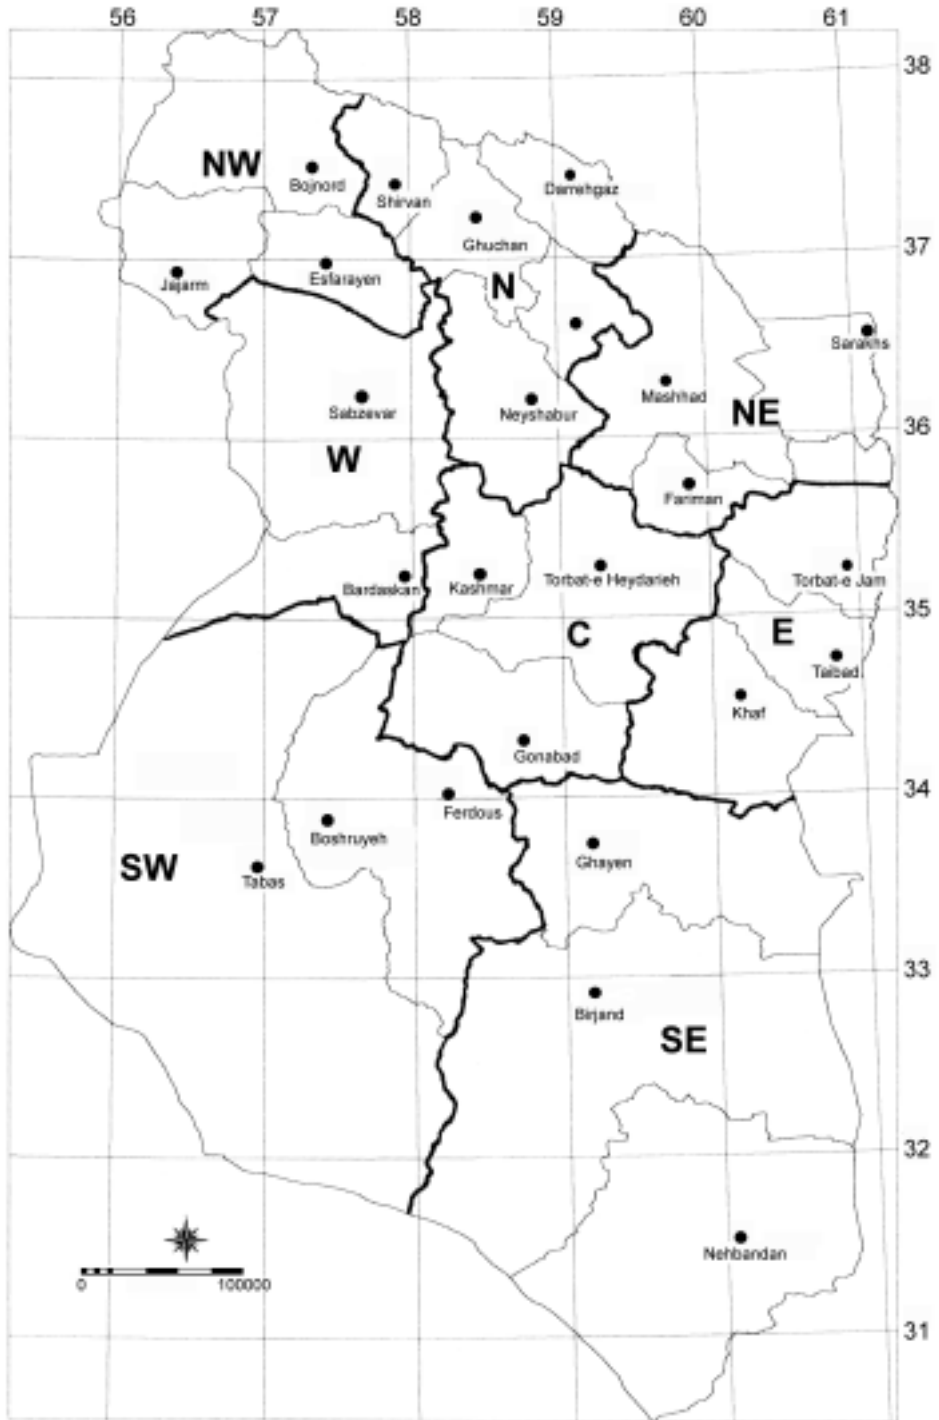 56 57 58 59 60 61
38
NW
Bojnord
Shirvan
Darrehgaz
Ghuchan
37
Jajarm
Esfarayen
N
Sarakhs
Mashhad
Sabzevar
Neyshabur
NE
36
W
Fariman
Bardaskan
Kashmar
Torbat-e Heydarieh
Torbat-e Jam
35
C
E
Taibad
Khaf
Gonabad
34
Ferdous
Boshruyeh
SW
Tabas
Ghayen
33
Birjand
SE
32
Nehbandan
0 100000
31